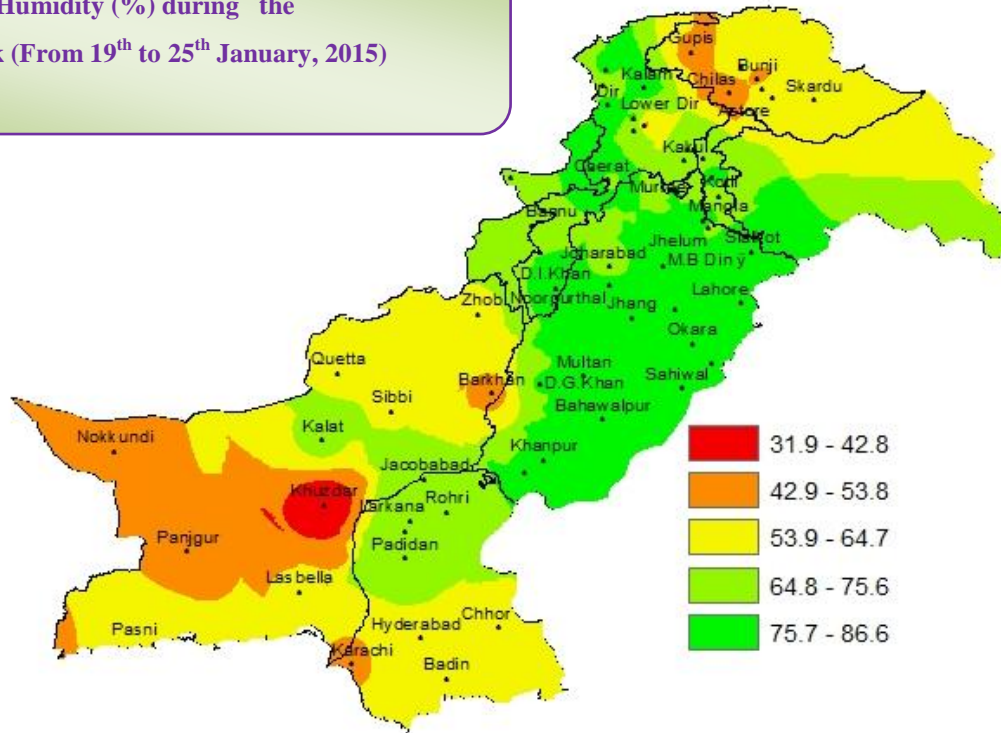 Humidity (%) during the
(From 19th to 25th January, 2015)
Gupis
Bunji
Kalam
Chilas
Skardu
Dir
Lower Dir
Astore
Kakul
Cherat
Murree
Kotli
Bannu
Mangla
Jhelum
Sialkot
Joharabad
M.B Din
D.I.Khan
Zhob
Noorpurthal
Jhang
Lahore
Okara
Quetta
Multan
Barkhan
D.G.Khan
Sahiwal
Sibbi
Bahawalpur
Nokkundi
Kalat
Khanpur
31.9 - 42.8
Jacobabad
Khuzdar
Rohri
42.9 - 53.8
Larkana
Panjgur
Padidan
53.9 - 64.7
Lasbella
64.8 - 75.6
Pasni
Hyderabad
Chhor
75.7 - 86.6
Karachi
Badin